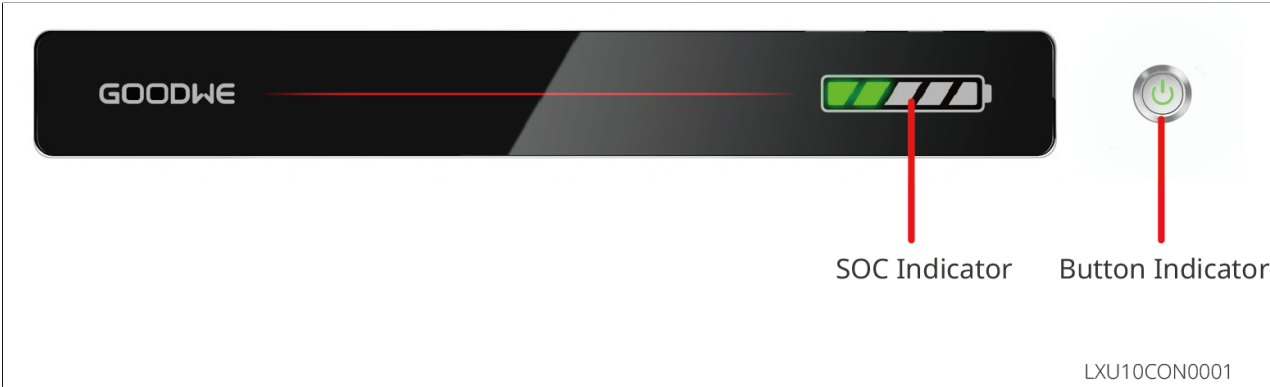 GOODWE
SOC Indicator
Button Indicator
LXU10CON0001